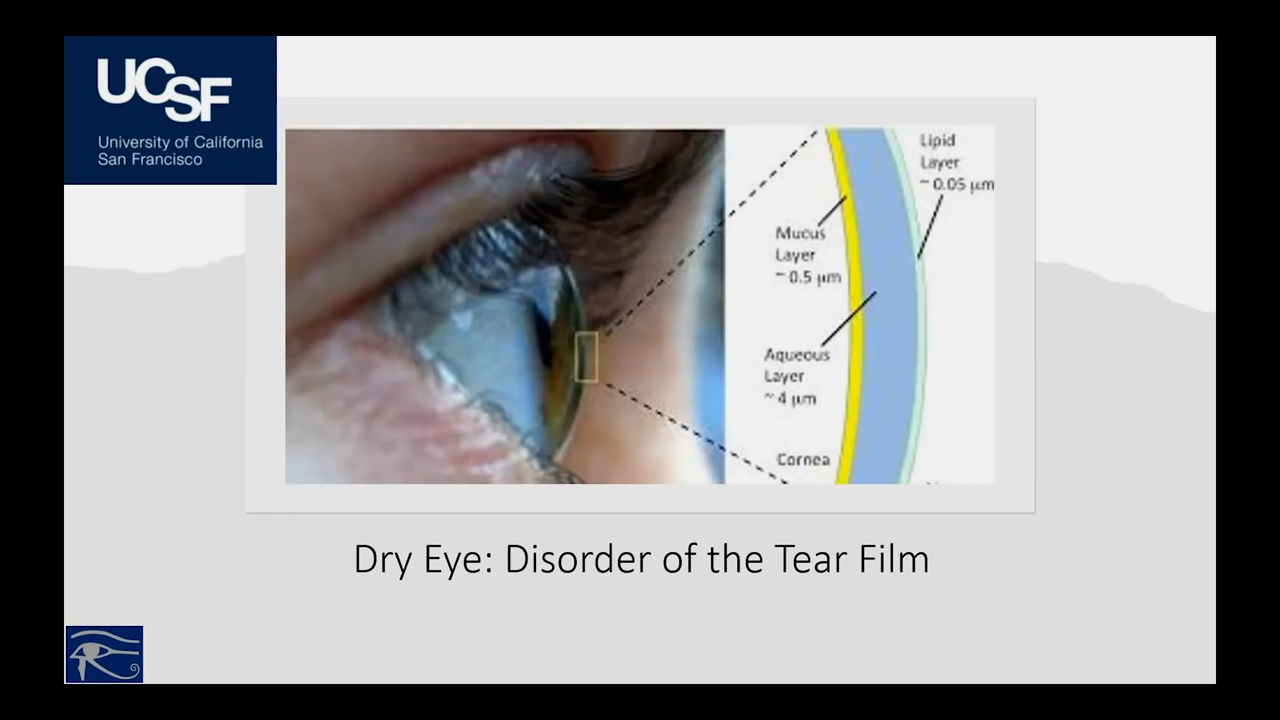 UCSF
University of California
San Francisco
Lipid
Layer
~ 0.05 µm
Mucus
Layer
~ 0.5 µm
Aqueous
Layer
~ 4 µm
Cornea
Dry Eye: Disorder of the Tear Film